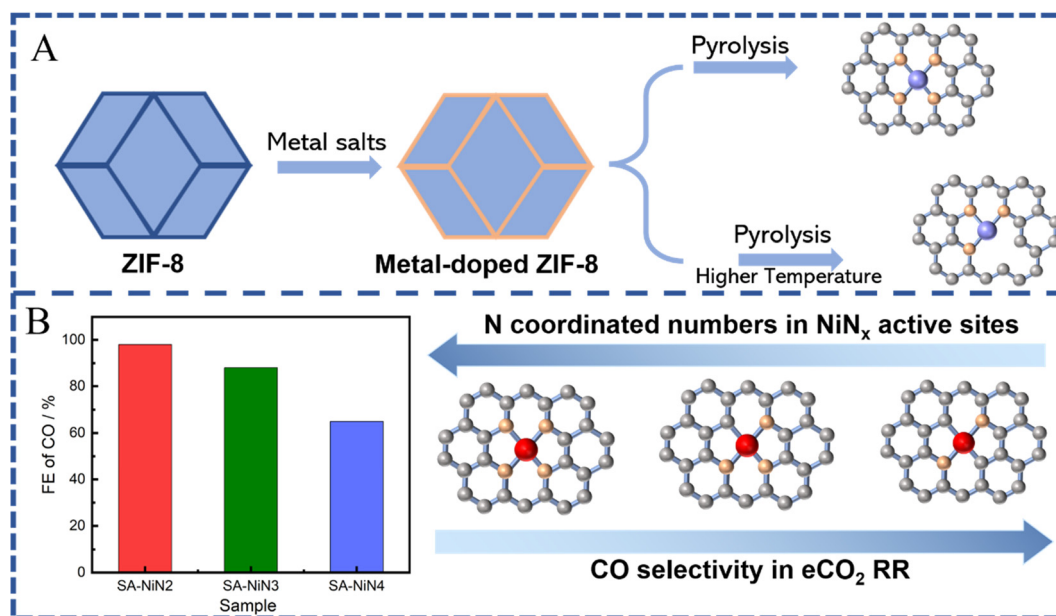 A
ZIF-8
Metal salts
Metal-doped ZIF-8
Pyrolysis
Pyrolysis
Higher Temperature
B
FE of CO / %
100
80
60
40
20
0
SA-NiN2
SA-NiN3
SA-NiN4
Sample
N coordinated numbers in NiNₓ active sites
CO selectivity in eCO₂ RR